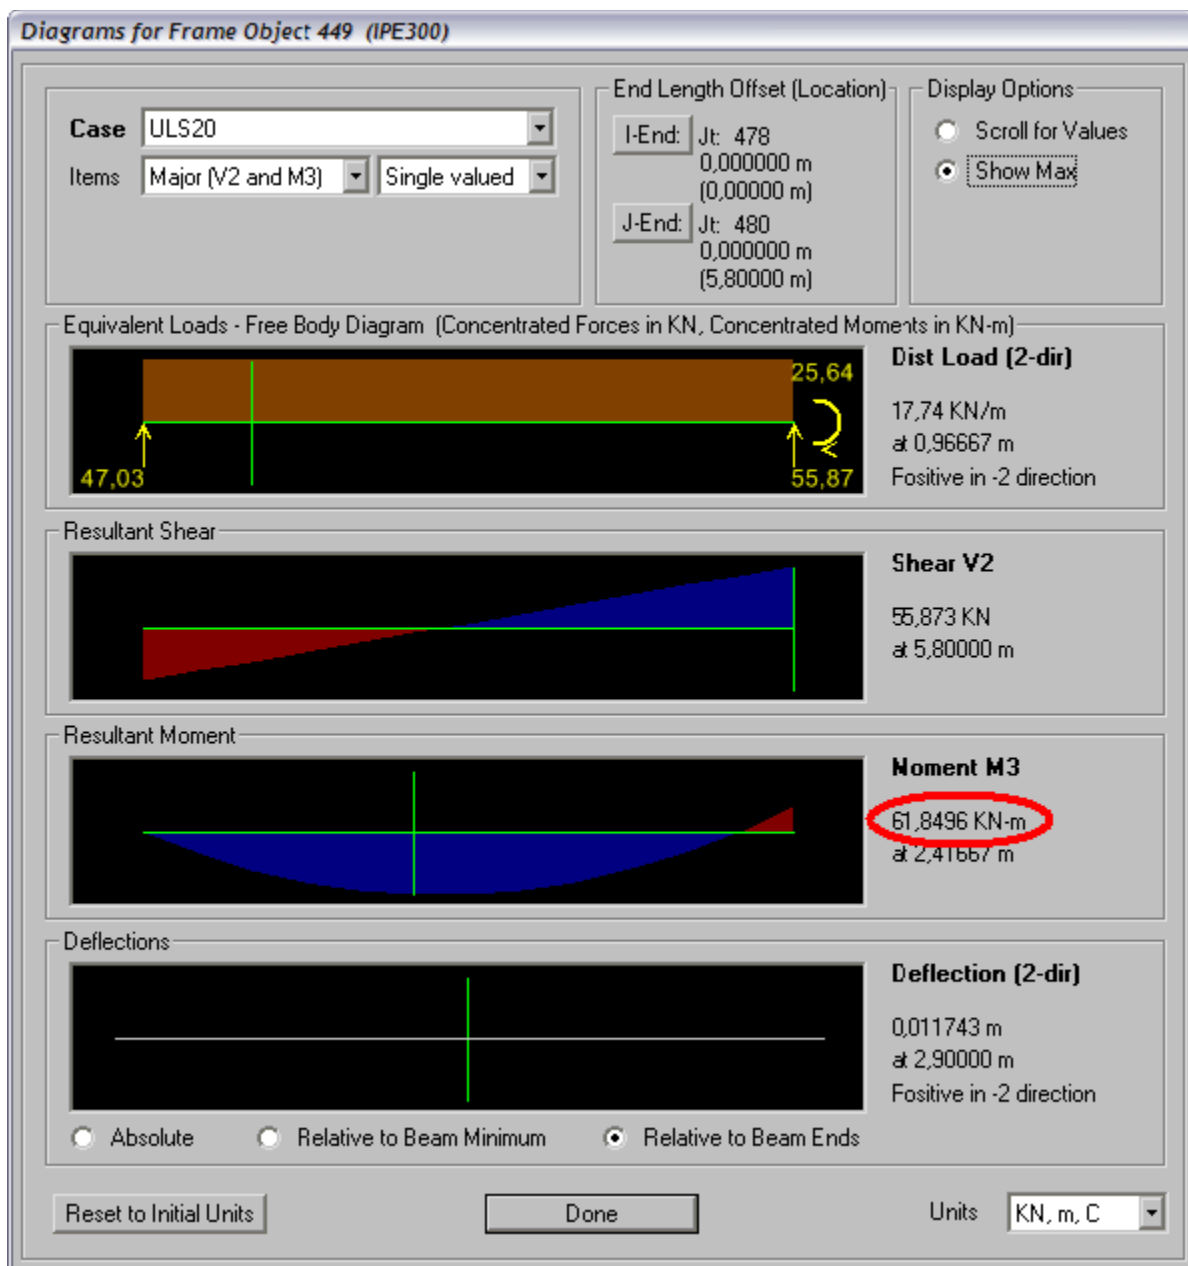 Diagrams for Frame Object 449 (IPE300)
End Length Offset (Location)
Display Options
Case ULS20
I-End: Jt: 478
Scroll for Values
0,000000 m
Items Major (V2 and M3) Single valued
Show Max
(0,00000 m)
J-End: Jt: 480
0,000000 m
(5,80000 m)
Equivalent Loads - Free Body Diagram (Concentrated Forces in KN, Concentrated Moments in KN-m)
Dist Load (2-dir)
25,64
17,74 KN/m
at 0,96667 m
47,03
55,87
Positive in -2 direction
Resultant Shear
Shear V2
55,873 KN
at 5,80000 m
Resultant Moment
Moment M3
61,8496 KN-m
at 2,41667 m
Deflections
Deflection (2-dir)
0,011743 m
at 2,90000 m
Positive in -2 direction
Absolute
Relative to Beam Minimum
Relative to Beam Ends
Reset to Initial Units
Done
Units KN, m, C